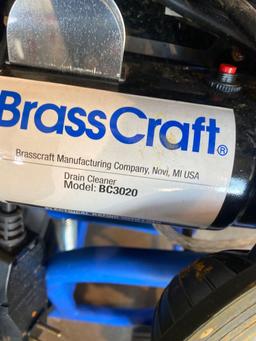 BrassCraft®
Brasscraft Manufacturing Company, Novi, MI USA
Drain Cleaner
Model: BC3020